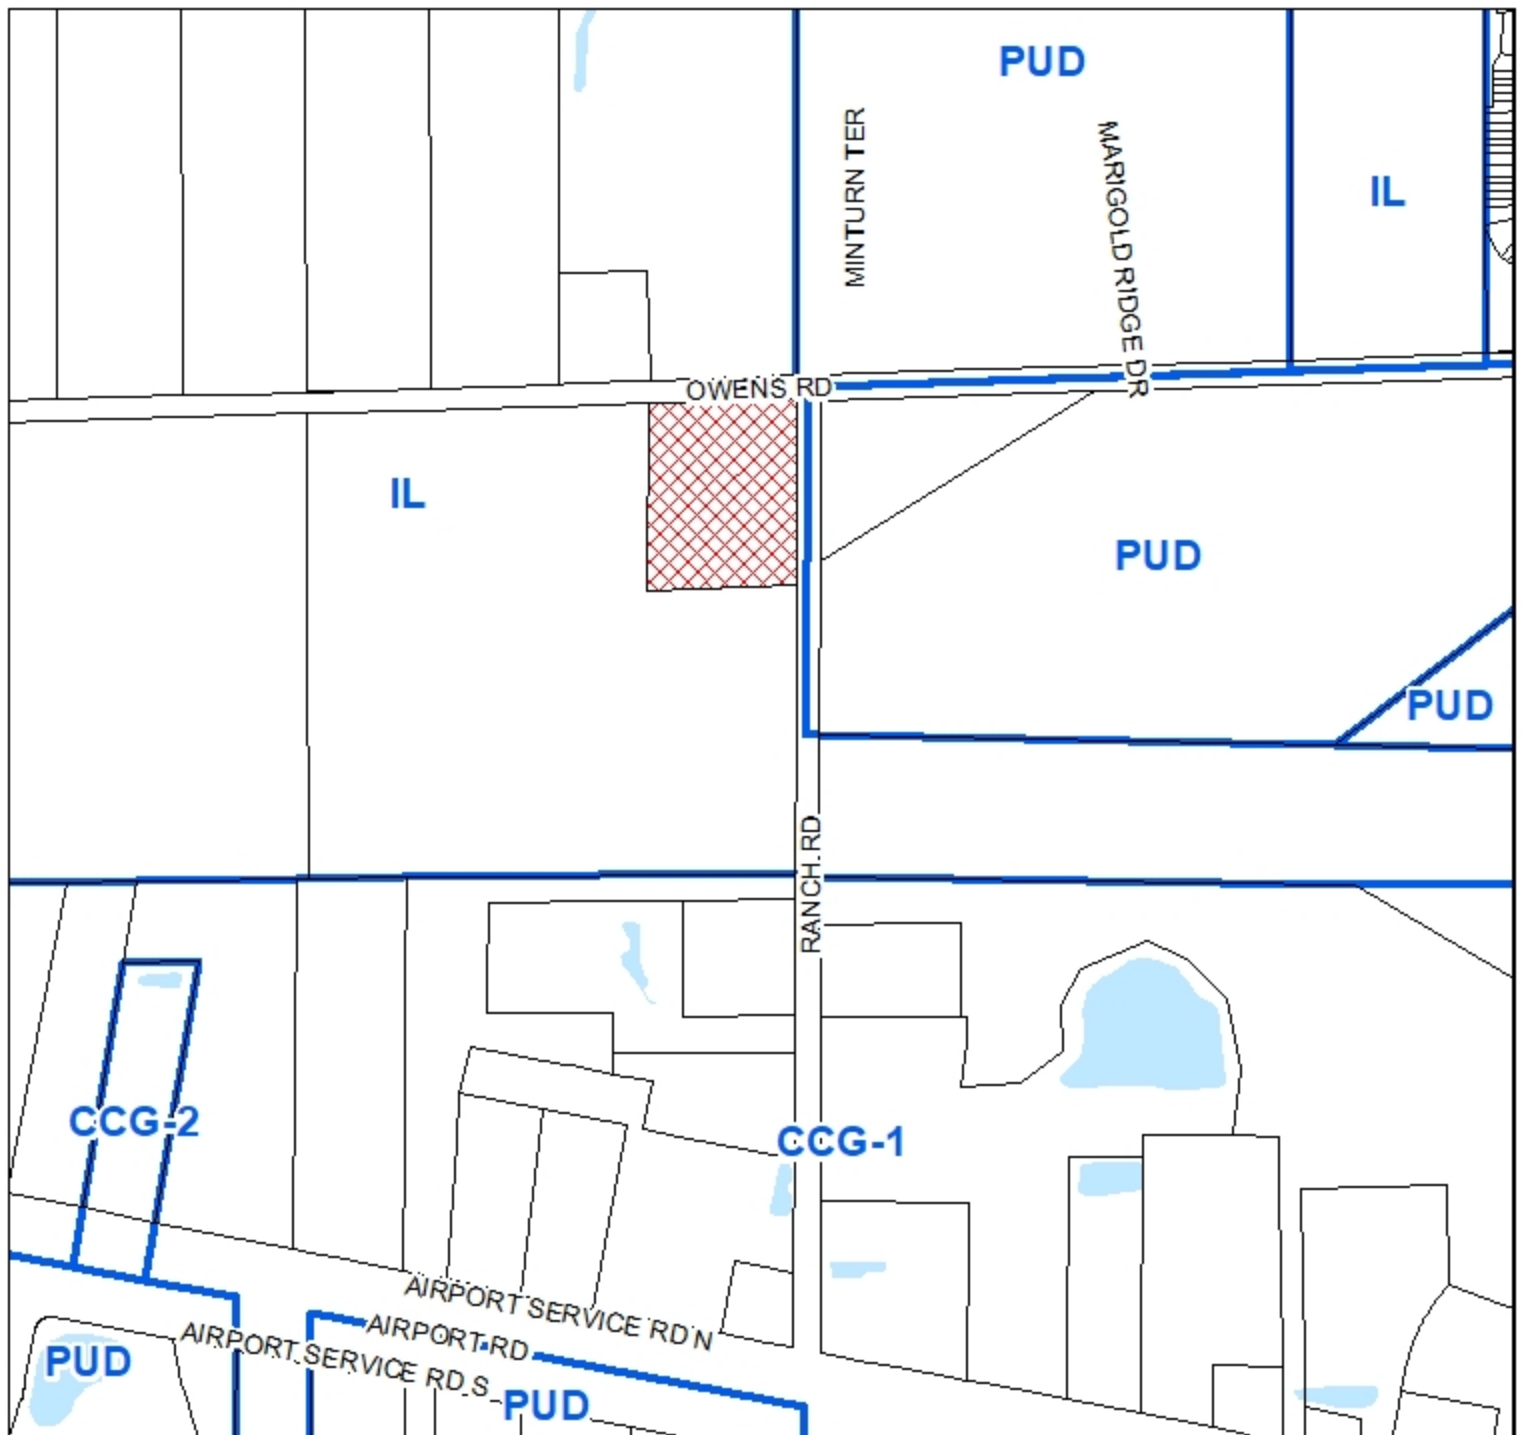 PUD
MINTURN TER
MARIGOLD RIDGE DR
IL
OWENS RD
IL
PUD
PUD
RANCH RD
CCG-2
CCG-1
AIRPORT SERVICE RD N
AIRPORT RD
AIRPORT SERVICE RD S
PUD
PUD